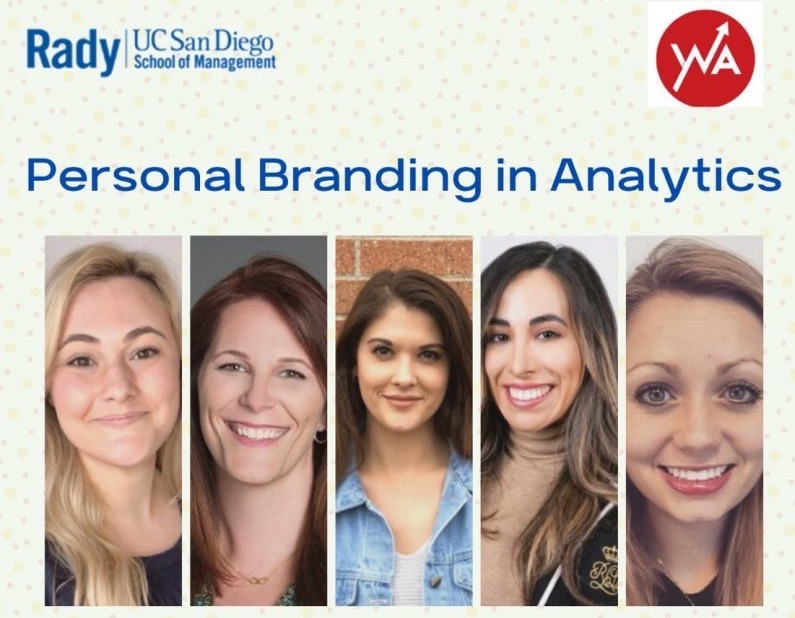 Rady | UC San Diego
School of Management
WA
Personal Branding in Analytics